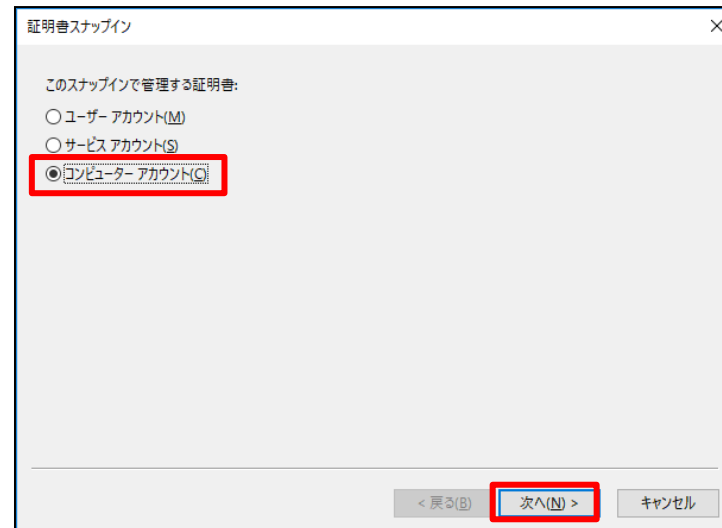 証明書スナップイン
このスナップインで管理する証明書:
ユーザー アカウント(M)
サービス アカウント(S)
コンピューター アカウント(C)
< 戻る(B) 次へ(N) > キャンセル